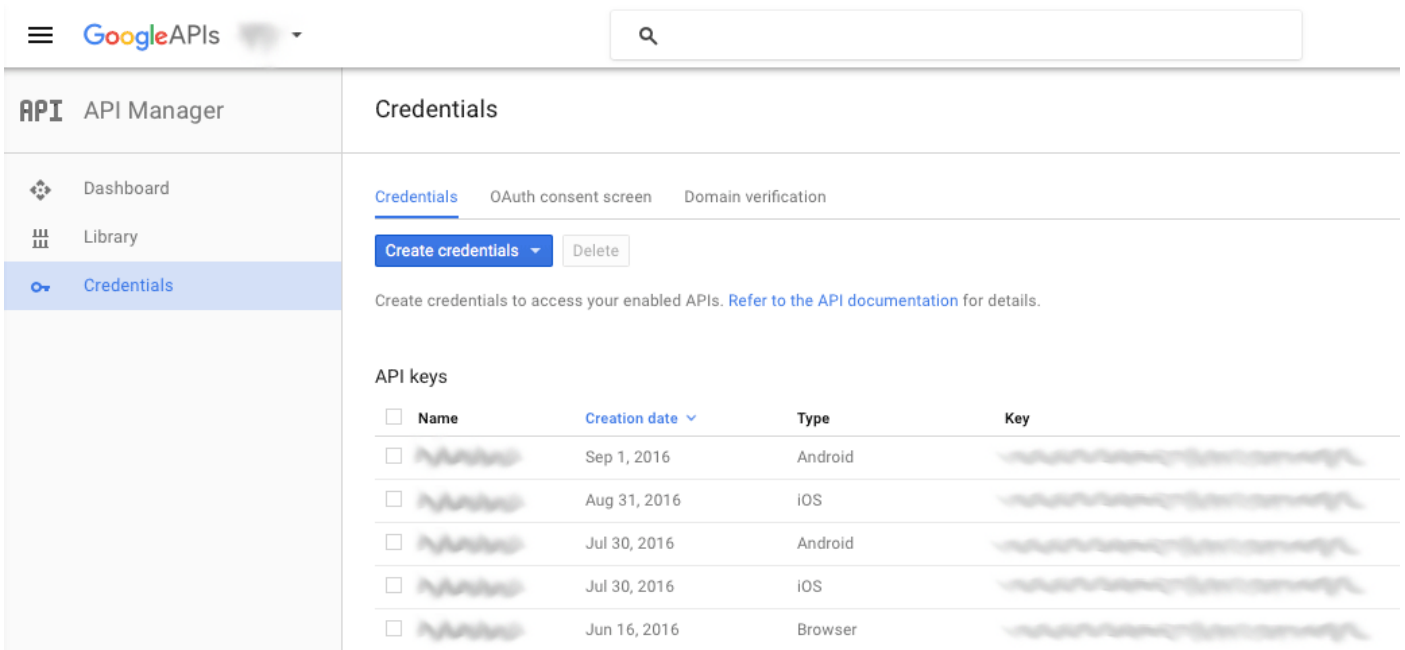 GoogleAPIs
API API Manager
Credentials
Dashboard
Library
Credentials
Credentials OAuth consent screen Domain verification
Create credentials Delete
Create credentials to access your enabled APIs. Refer to the API documentation for details.
API keys
Name Creation date Type Key
Sep 1, 2016 Android
Aug 31, 2016 iOS
Jul 30, 2016 Android
Jul 30, 2016 iOS
Jun 16, 2016 Browser